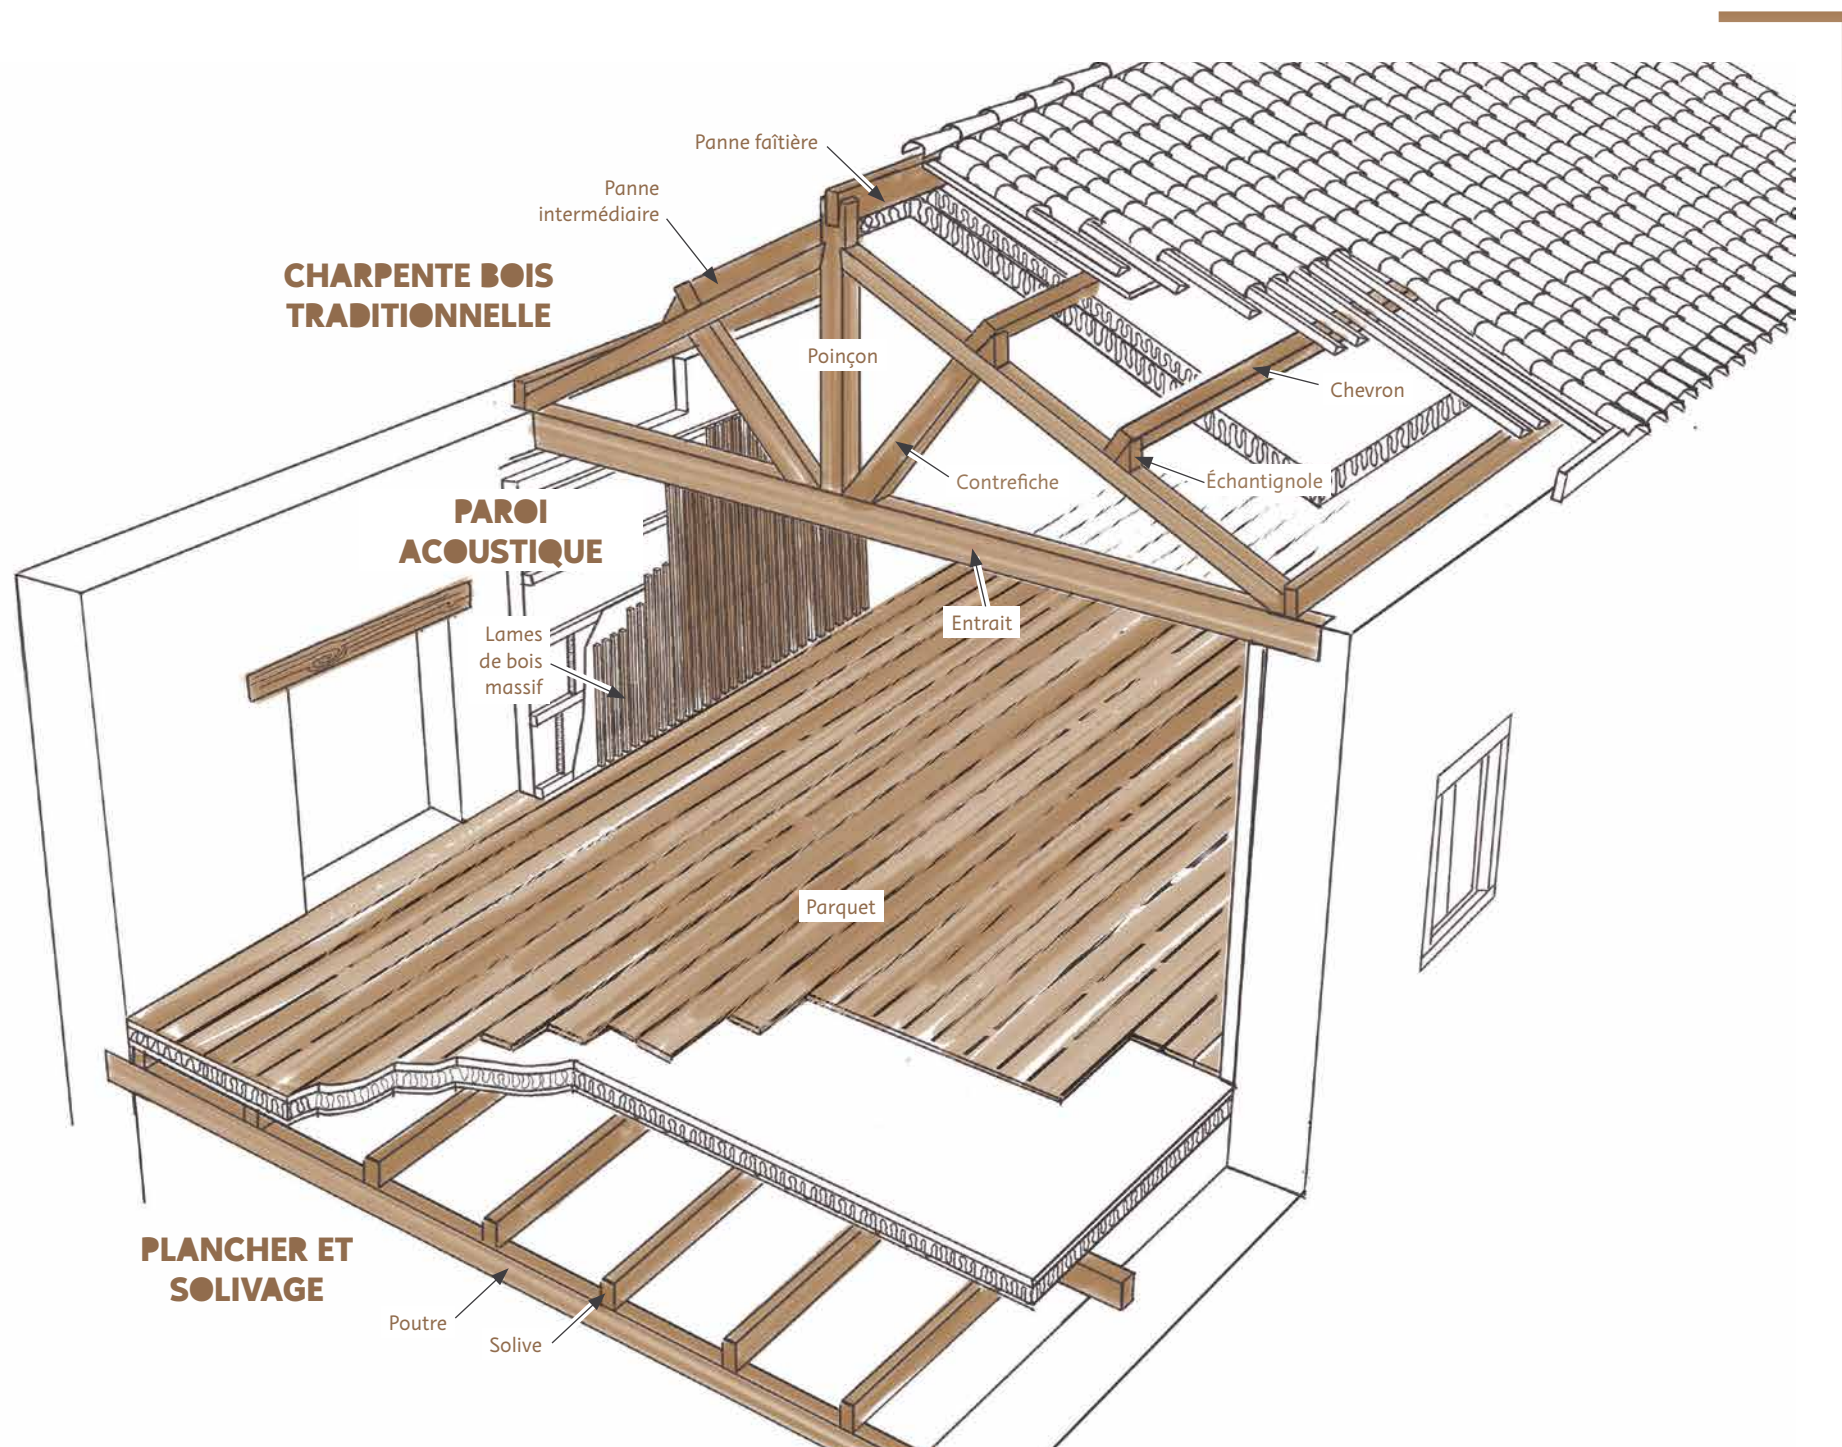 Panne faîtière
Panne
intermédiaire
CHARPENTE BOIS
TRADITIONNELLE
Poinçon
Chevron
Contrefiche
Échantignole
PAROI
ACOUSTIQUE
Entrait
Lames
de bois
massif
Parquet
PLANCHER ET
SOLIVAGE
Poutre
Solive